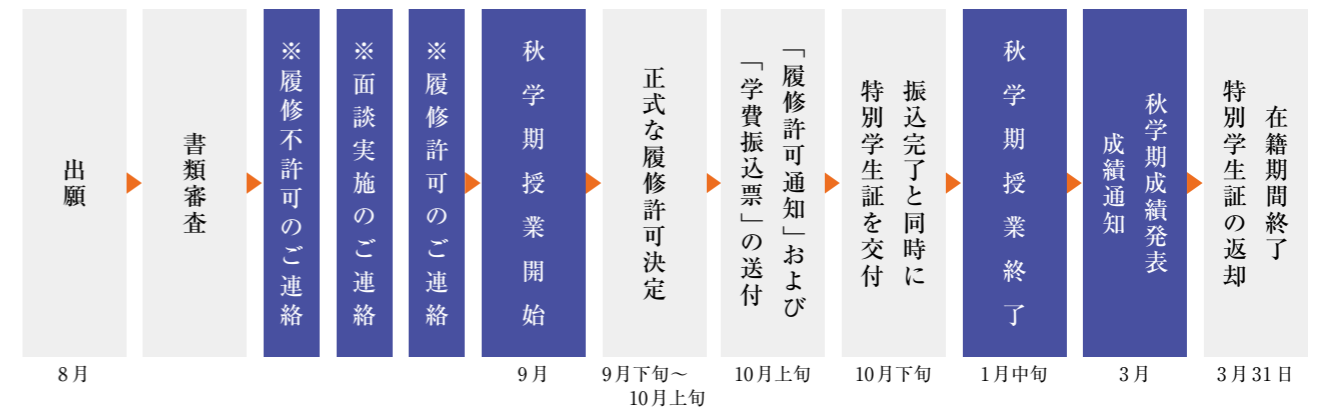 出願
書類審査
※履修不許可のご連絡
※面談実施のご連絡
※履修許可のご連絡
秋学期授業開始
正式な履修許可決定
「履修許可通知」および
「学費振込票」の送付
振込完了と同時に
特別学生証を交付
秋学期授業終了
秋学期成績発表
成績通知
在籍期間終了
特別学生証の返却
8月
9月
9月下旬〜
10月上旬
10月上旬
10月下旬
1月中旬
3月
3月31日